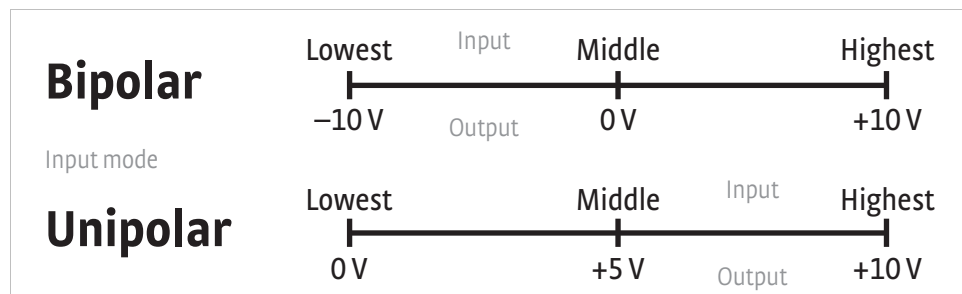 Bipolar
Lowest Input Middle Highest
–10 V Output 0 V +10 V
Input mode
Unipolar
Lowest Middle Input Highest
0 V +5 V Output +10 V